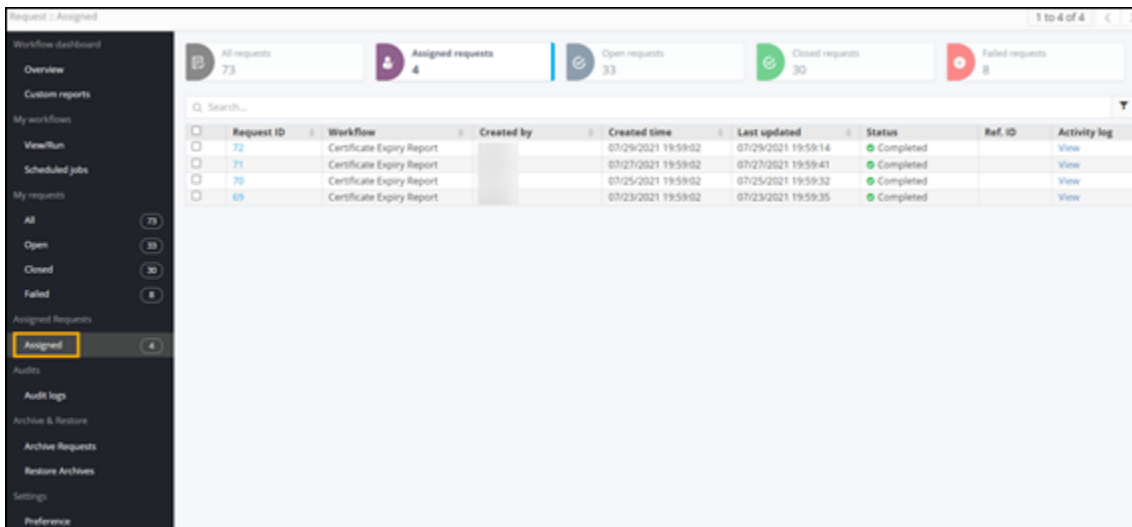 Request :: Assigned
1 to 4 of 4
Workflow dashboard
Overview
Custom reports
My workflows
View/Run
Scheduled jobs
My requests
All 73
Open 33
Closed 30
Failed 8
Assigned Requests
Assigned 4
Audits
Audit logs
Archive & Restore
Archive Requests
Restore Archives
Settings
Preference
All requests
73
Assigned requests
4
Open requests
33
Closed requests
30
Failed requests
8
Search...
Request ID Workflow Created by Created time Last updated Status Ref. ID Activity log
72 Certificate Expiry Report 07/29/2021 19:59:02 07/29/2021 19:59:14 Completed View
71 Certificate Expiry Report 07/27/2021 19:59:02 07/27/2021 19:59:41 Completed View
70 Certificate Expiry Report 07/25/2021 19:59:02 07/25/2021 19:59:32 Completed View
69 Certificate Expiry Report 07/23/2021 19:59:02 07/23/2021 19:59:35 Completed View